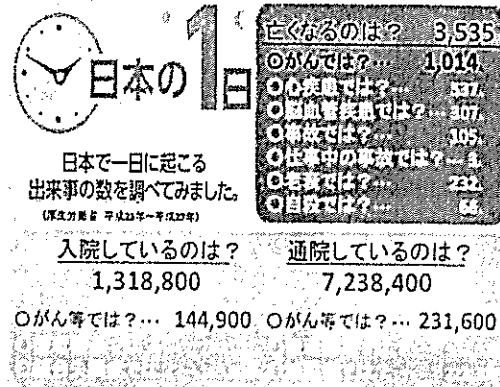 日本の1日
日本で一日に起こる
出来事の数を調べてみました。
亡くなるのは？ 3,535
○がんでは？… 1,014
○心疾患では？… 537
○脳血管疾患では？… 307
○事故では？… 105
○仕事中の事故では？… 3
○老衰では？… 232
○自殺では？… 66
入院しているのは？
1,318,800
○がん等では？… 144,900
通院しているのは？
7,238,400
○がん等では？… 231,600